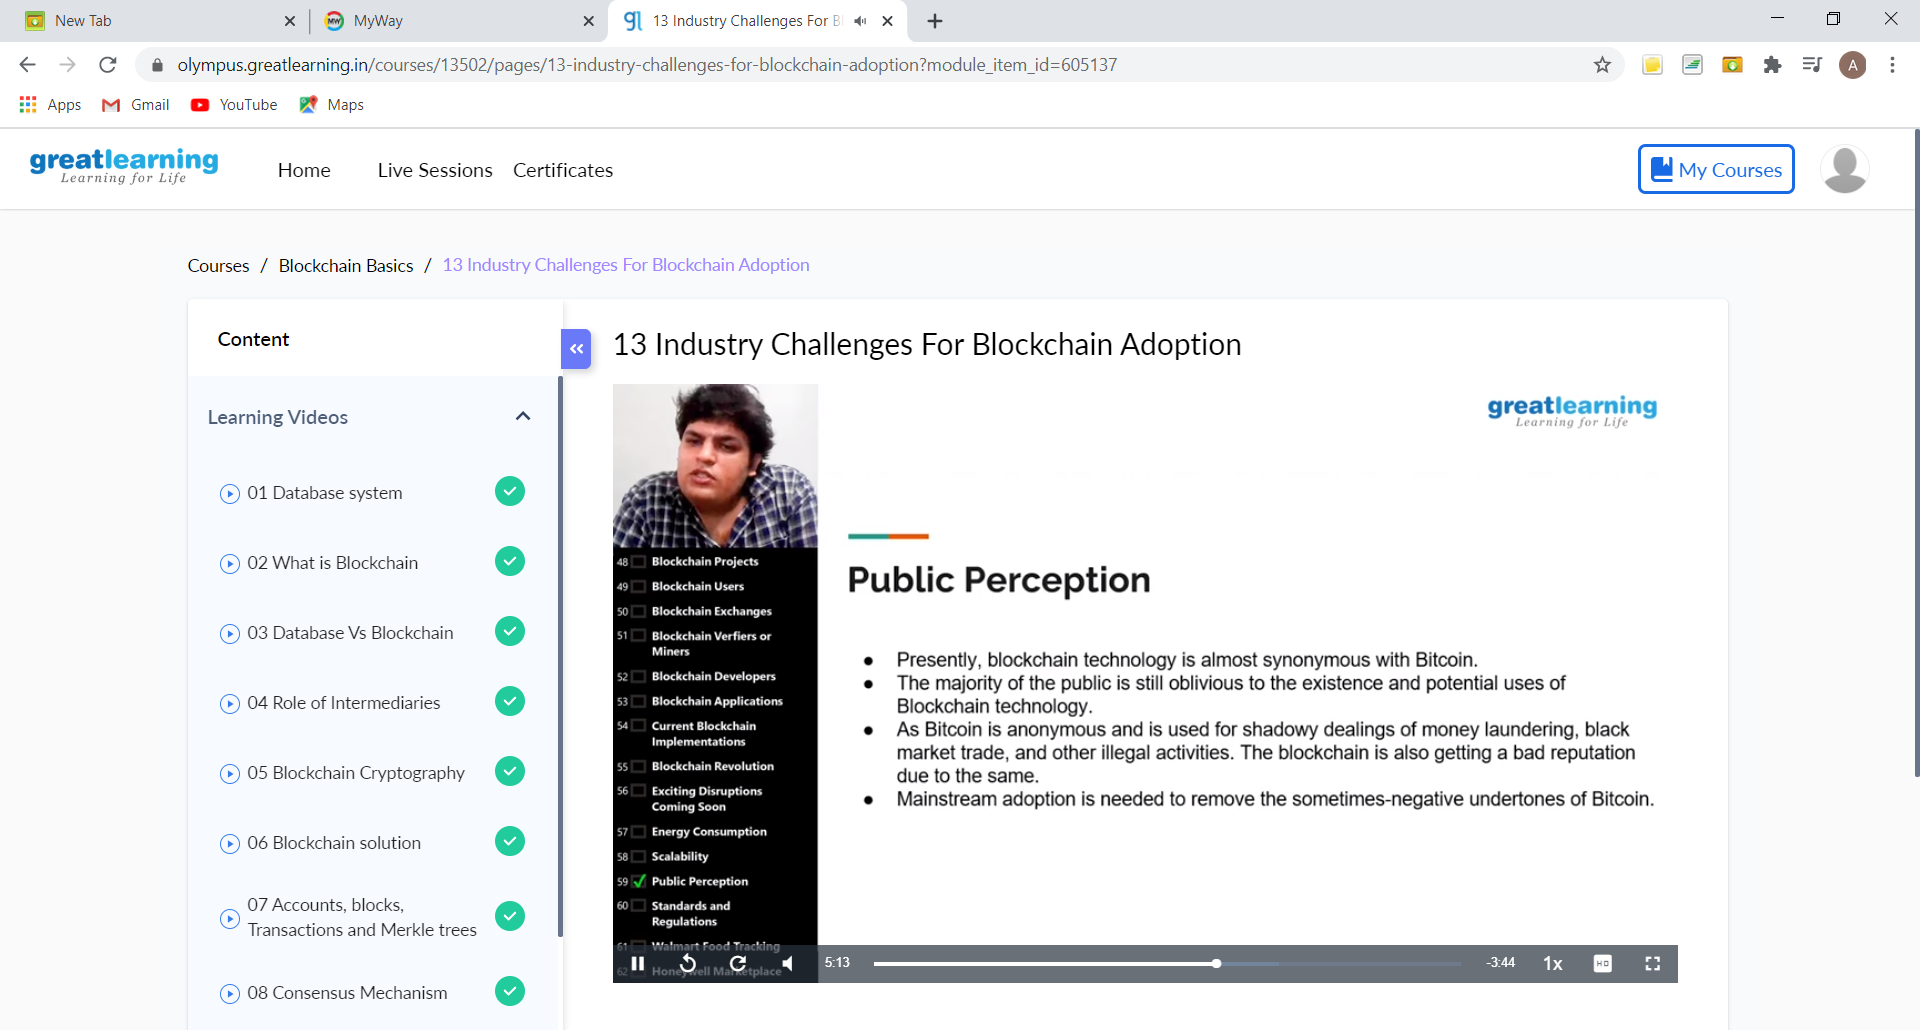 New Tab
MyWay
13 Industry Challenges For B
olympus.greatlearning.in/courses/13502/pages/13-industry-challenges-for-blockchain-adoption?module_item_id=605137
A
Apps
Gmail
YouTube
Maps
greatlearning
Learning for Life
Home
Live Sessions
Certificates
My Courses
Courses / Blockchain Basics / 13 Industry Challenges For Blockchain Adoption
Content
Learning Videos
01 Database system
02 What is Blockchain
03 Database Vs Blockchain
04 Role of Intermediaries
05 Blockchain Cryptography
06 Blockchain solution
07 Accounts, blocks,
Transactions and Merkle trees
08 Consensus Mechanism
13 Industry Challenges For Blockchain Adoption
greatlearning
Learning for Life
48 Blockchain Projects
49 Blockchain Users
50 Blockchain Exchanges
51 Blockchain Verfiers or
Miners
52 Blockchain Developers
53 Blockchain Applications
54 Current Blockchain
Implementations
55 Blockchain Revolution
56 Exciting Disruptions
Coming Soon
57 Energy Consumption
58 Scalability
59 Public Perception
60 Standards and
Regulations
61 Walmart Food Tracking
62 Honeywell Marketplace
Public Perception
● Presently, blockchain technology is almost synonymous with Bitcoin.
● The majority of the public is still oblivious to the existence and potential uses of
Blockchain technology.
● As Bitcoin is anonymous and is used for shadowy dealings of money laundering, black
market trade, and other illegal activities. The blockchain is also getting a bad reputation
due to the same.
● Mainstream adoption is needed to remove the sometimes-negative undertones of Bitcoin.
5:13
-3:44
1x
HD